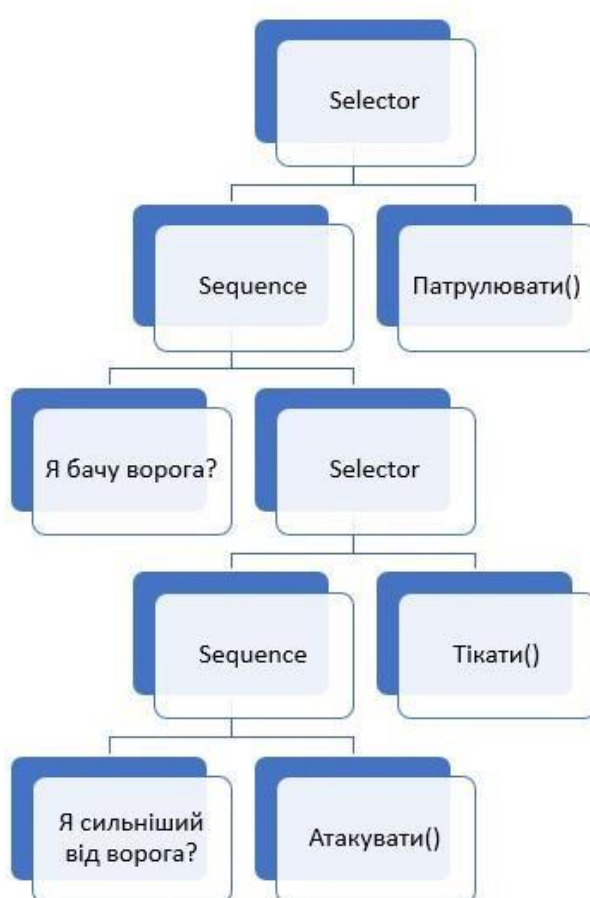 Selector
Sequence
Патрулювати()
Я бачу ворога?
Selector
Sequence
Тікати()
Я сильніший
від ворога?
Атакувати()